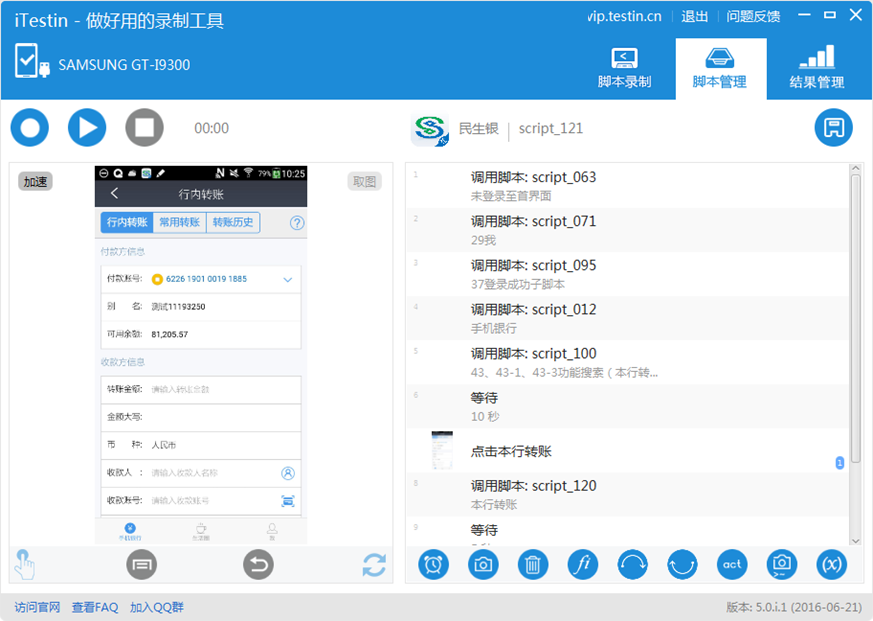 iTestin - 做好用的录制工具
vip.testin.cn 退出 问题反馈
SAMSUNG GT-I9300
脚本录制 脚本管理 结果管理
00:00
民生银 script_121
加速
取图
79% 10:25
行内转账
行内转账 常用转账 转账历史 ?
付款方信息
付款账号: 6226 1901 0019 1885
别 名: 测试11193250
可用余额: 81,205.57
收款方信息
转账金额: 请输入转账金额
金额大写:
币 种: 人民币
收款人 : 请输入收款人名称
收款账号: 请输入收款账号
手机银行
我
1 调用脚本: script_063
未登录至首界面
2 调用脚本: script_071
29我
3 调用脚本: script_095
37登录成功子脚本
4 调用脚本: script_012
手机银行
5 调用脚本: script_100
43、43-1、43-3功能搜索（本行转...
6 等待
10 秒
点击本行转账
1
8 调用脚本: script_120
本行转账
9 等待
fi act (x)
访问官网 查看FAQ 加入QQ群
版本: 5.0.i.1 (2016-06-21)